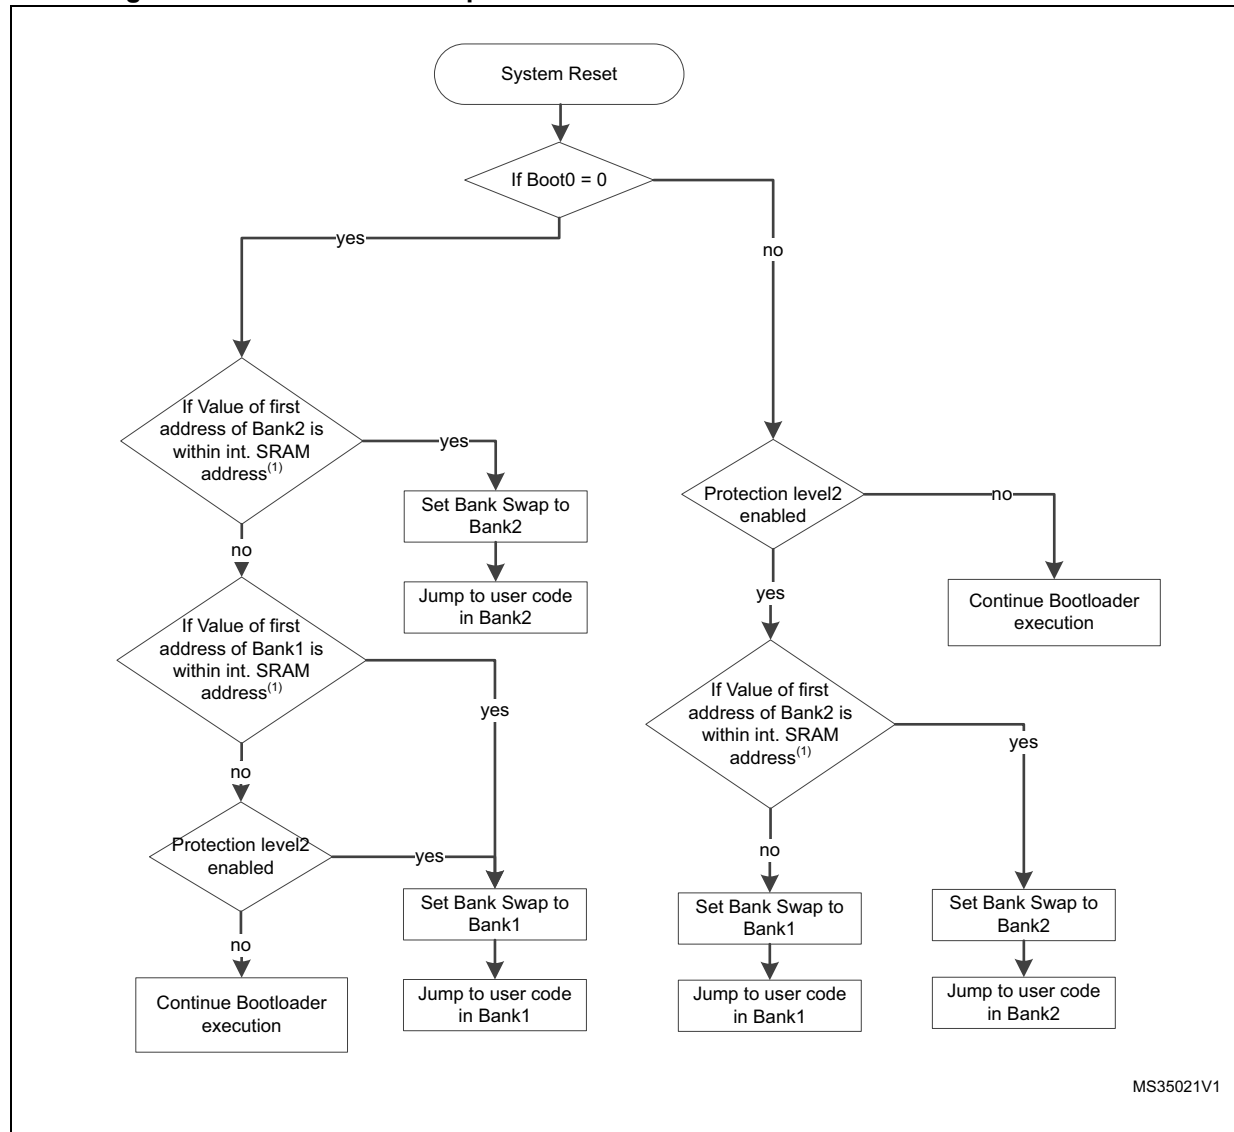 System Reset
If Boot0 = 0
yes
no
If Value of first
address of Bank2 is
within int. SRAM
address(1)
yes
Set Bank Swap to
Bank2
Jump to user code
in Bank2
no
If Value of first
address of Bank1 is
within int. SRAM
address(1)
yes
no
Protection level2
enabled
yes
Set Bank Swap to
Bank1
Jump to user code
in Bank1
no
Continue Bootloader
execution
Protection level2
enabled
no
Continue Bootloader
execution
yes
If Value of first
address of Bank2 is
within int. SRAM
address(1)
yes
no
Set Bank Swap to
Bank1
Jump to user code
in Bank1
Set Bank Swap to
Bank2
Jump to user code
in Bank2
MS35021V1